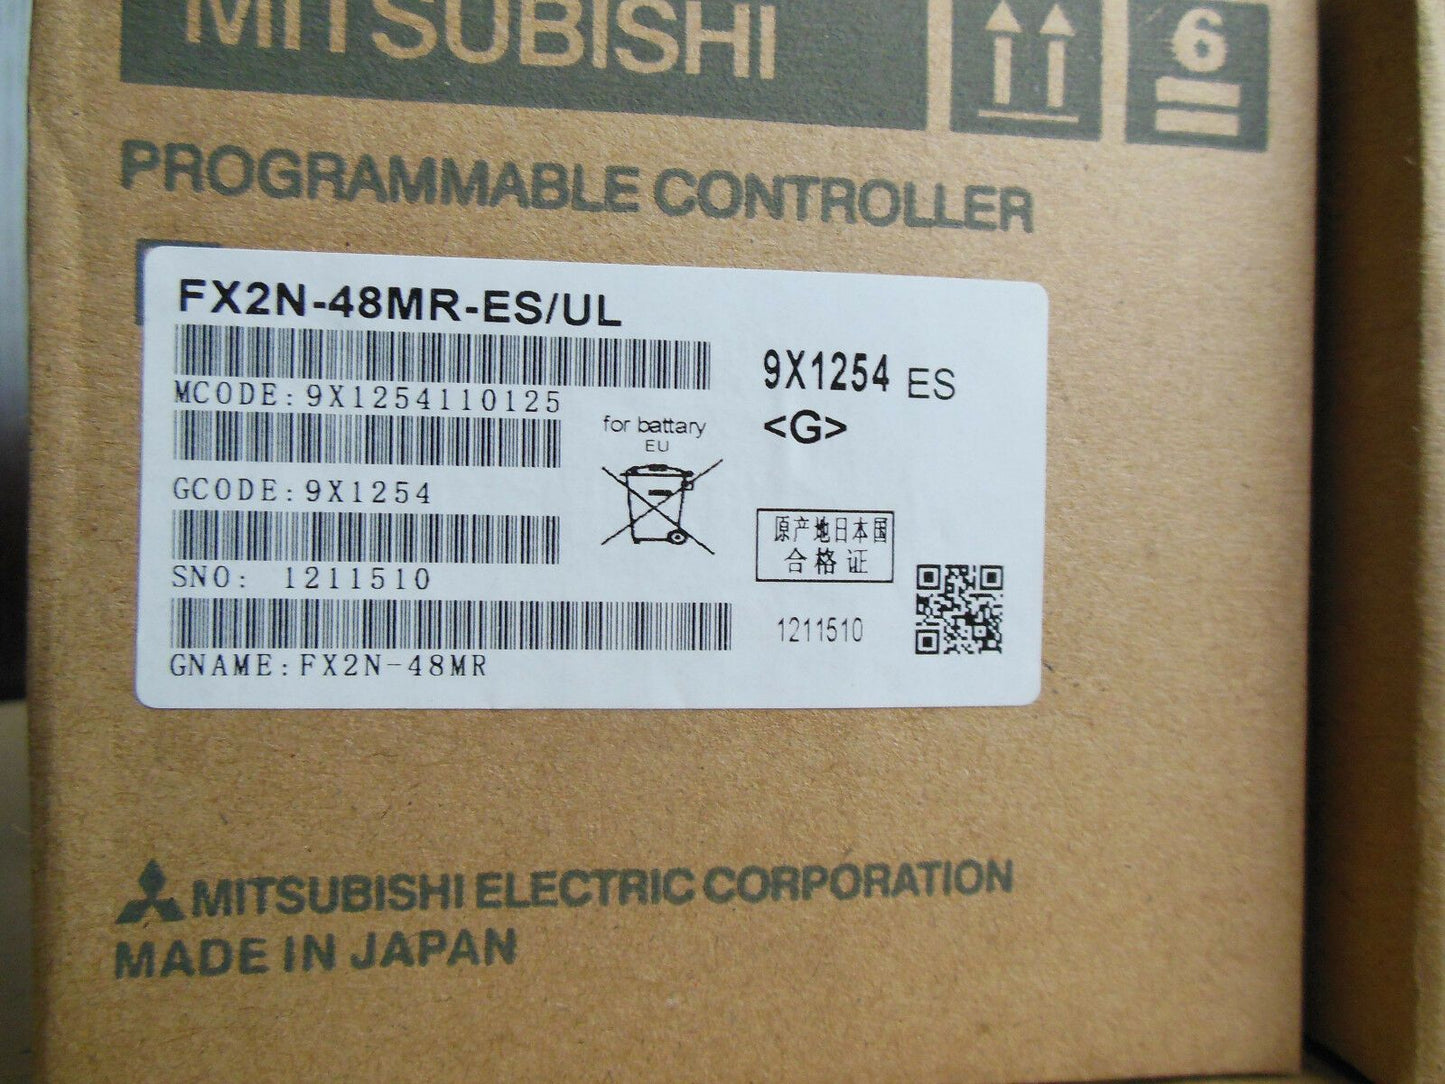 MITSUBISHI
6
PROGRAMMABLE CONTROLLER
FX2N-48MR-ES/UL
MCODE:9X1254110125
GCODE:9X1254
SNO: 1211510
GNAME:FX2N-48MR
for battary
EU
9X1254 ES
<G>
原产地日本国
合格证
1211510
MITSUBISHI ELECTRIC CORPORATION
MADE IN JAPAN